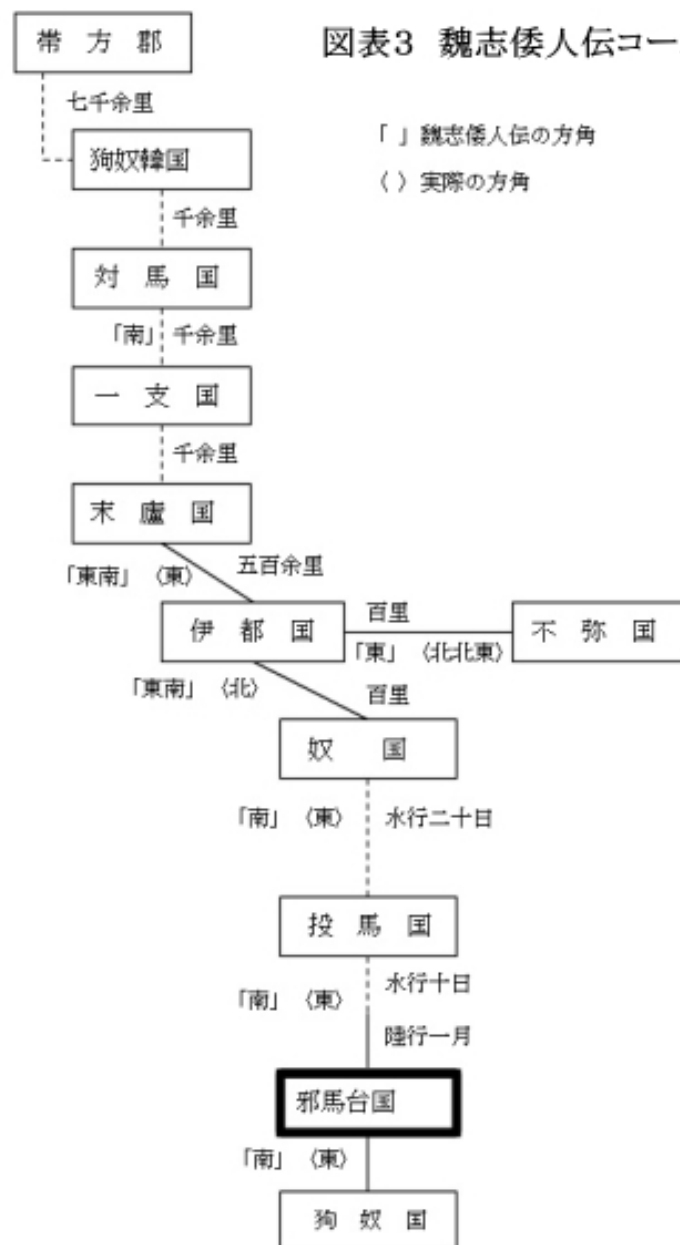 帯方郡
図表3 魏志倭人伝コー
七千余里
「 」魏志倭人伝の方角
狗奴韓国
〈 〉実際の方角
千余里
対馬国
「南」 千余里
一支国
千余里
末廬国
五百余里
「東南」 〈東〉
百里
伊都国
不弥国
「東」 〈北北東〉
「東南」 〈北〉
百里
奴国
「南」 〈東〉 水行二十日
投馬国
水行十日
「南」 〈東〉
陸行一月
邪馬台国
「南」 〈東〉
狗奴国